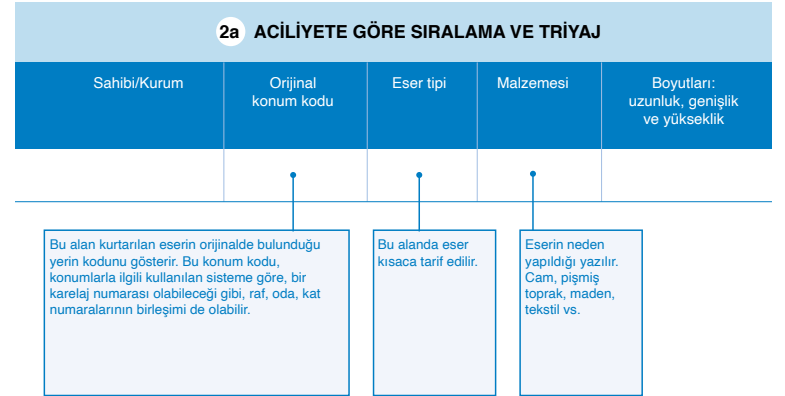 2a ACİLİYETE GÖRE SIRALAMA VE TRİYAJ
Sahibi/Kurum
Orijinal
konum kodu
Eser tipi
Malzemesi
Boyutları:
uzunluk, genişlik
ve yükseklik
Bu alan kurtarılan eserin orijinalde bulunduğu
yerin kodunu gösterir. Bu konum kodu,
konumlarla ilgili kullanılan sisteme göre, bir
karelaj numarası olabileceği gibi, raf, oda, kat
numaralarının birleşimi de olabilir.
Bu alanda eser
kısaca tarif edilir.
Eserin neden
yapıldığı yazılır.
Cam, pişmiş
toprak, maden,
tekstil vs.